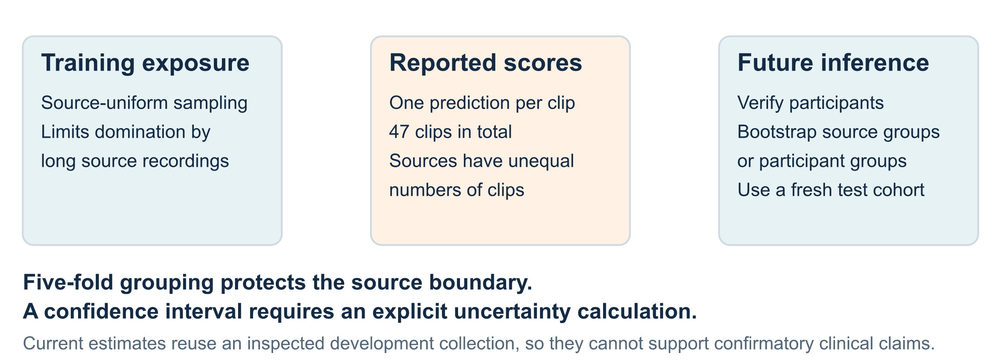 Training exposure
Source-uniform sampling
Limits domination by
long source recordings
Reported scores
One prediction per clip
47 clips in total
Sources have unequal
numbers of clips
Future inference
Verify participants
Bootstrap source groups
or participant groups
Use a fresh test cohort
Five-fold grouping protects the source boundary.
A confidence interval requires an explicit uncertainty calculation.
Current estimates reuse an inspected development collection, so they cannot support confirmatory clinical claims.